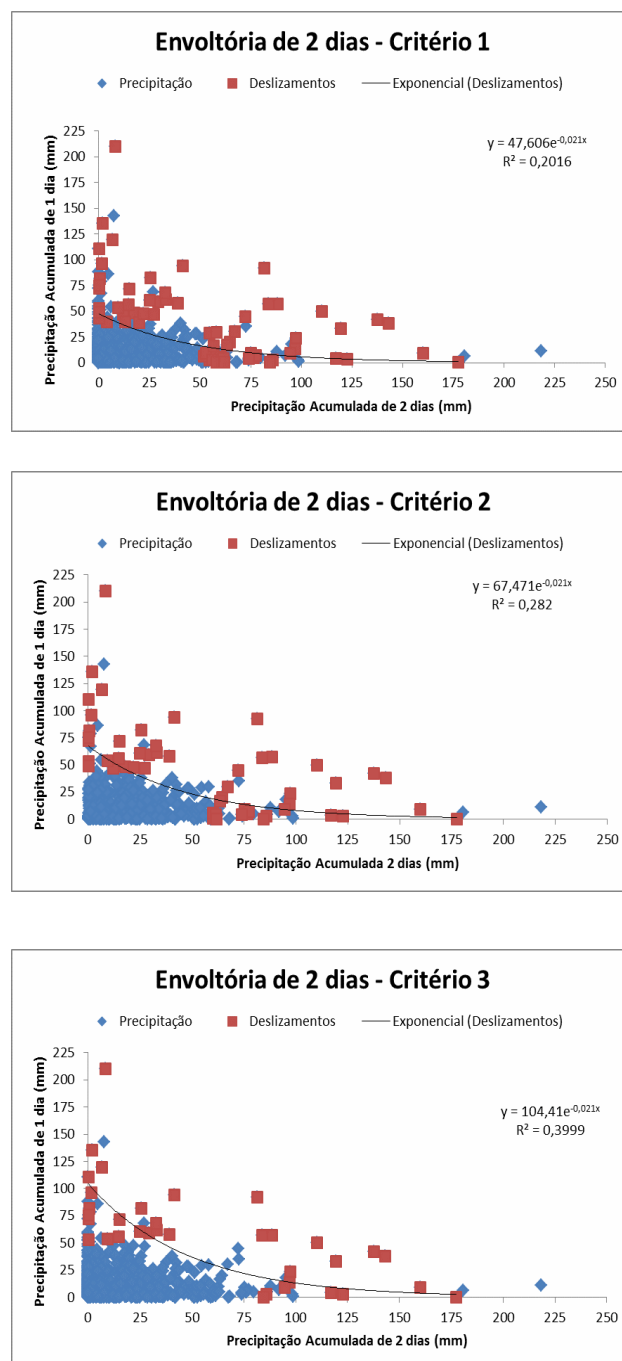 Envoltória de 2 dias - Critério 1
Precipitação Deslizamentos Exponencial (Deslizamentos)
Precipitação Acumulada de 1 dia (mm)
225
200
175
150
125
100
75
50
25
0
y = 47,606e-0,021x
R² = 0,2016
0 25 50 75 100 125 150 175 200 225 250
Precipitação Acumulada de 2 dias (mm)
Envoltória de 2 dias - Critério 2
Precipitação Deslizamentos Exponencial (Deslizamentos)
Precipitação Acumulada de 1 dia (mm)
225
200
175
150
125
100
75
50
25
0
y = 67,471e-0,021x
R² = 0,282
0 25 50 75 100 125 150 175 200 225 250
Precipitação Acumulada 2 dias (mm)
Envoltória de 2 dias - Critério 3
Precipitação Deslizamentos Exponencial (Deslizamentos)
Precipitação Acumulada de 1 dia (mm)
225
200
175
150
125
100
75
50
25
0
y = 104,41e-0,021x
R² = 0,3999
0 25 50 75 100 125 150 175 200 225 250
Precipitação Acumulada de 2 dias (mm)